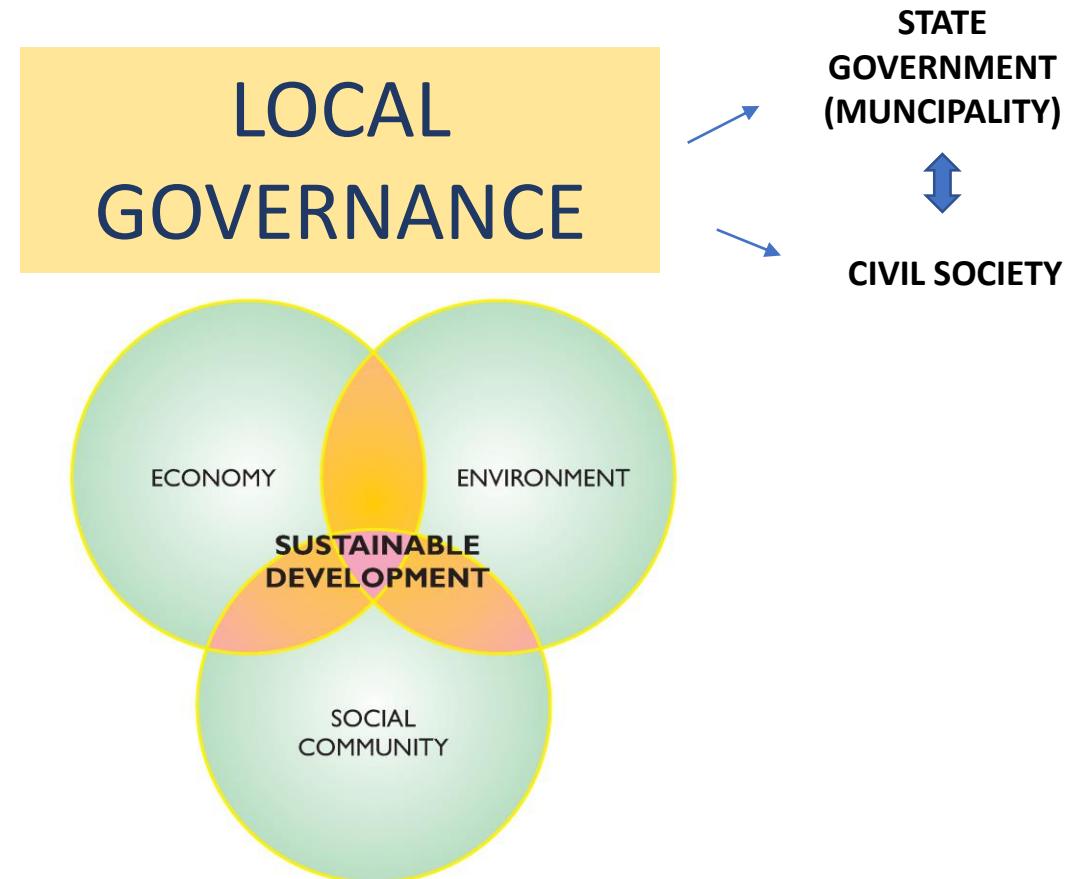 LOCAL
GOVERNANCE
STATE
GOVERNMENT
(MUNCIPALITY)
CIVIL SOCIETY
ECONOMY
ENVIRONMENT
SUSTAINABLE
DEVELOPMENT
SOCIAL
COMMUNITY